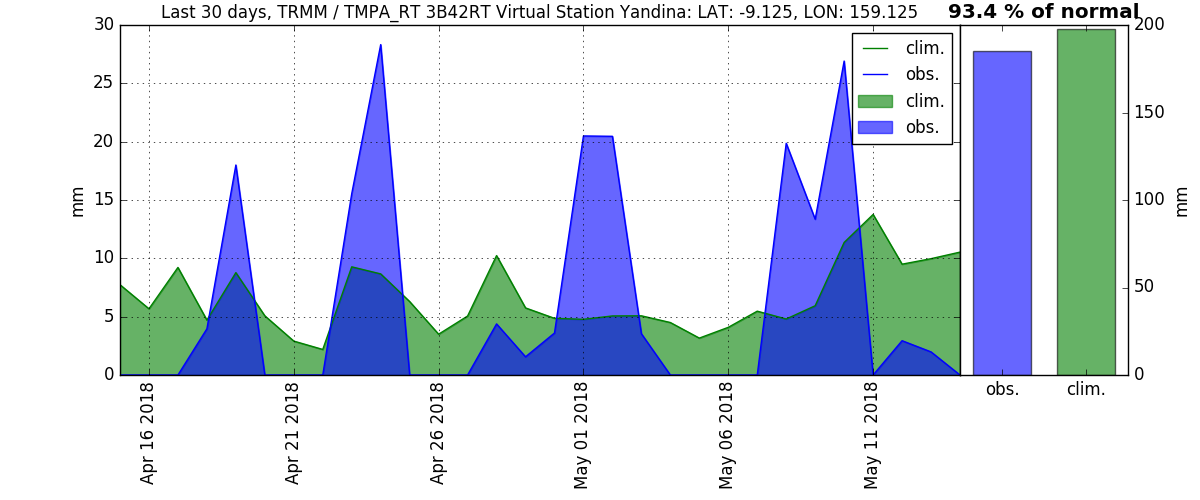 Last 30 days, TRMM / TMPA_RT 3B42RT Virtual Station Yandina: LAT: -9.125, LON: 159.125
93.4 % of normal
30
25
20
15
10
5
0
mm
clim.
obs.
clim.
obs.
200
150
100
50
0
mm
Apr 16 2018
Apr 21 2018
Apr 26 2018
May 01 2018
May 06 2018
May 11 2018
obs.
clim.